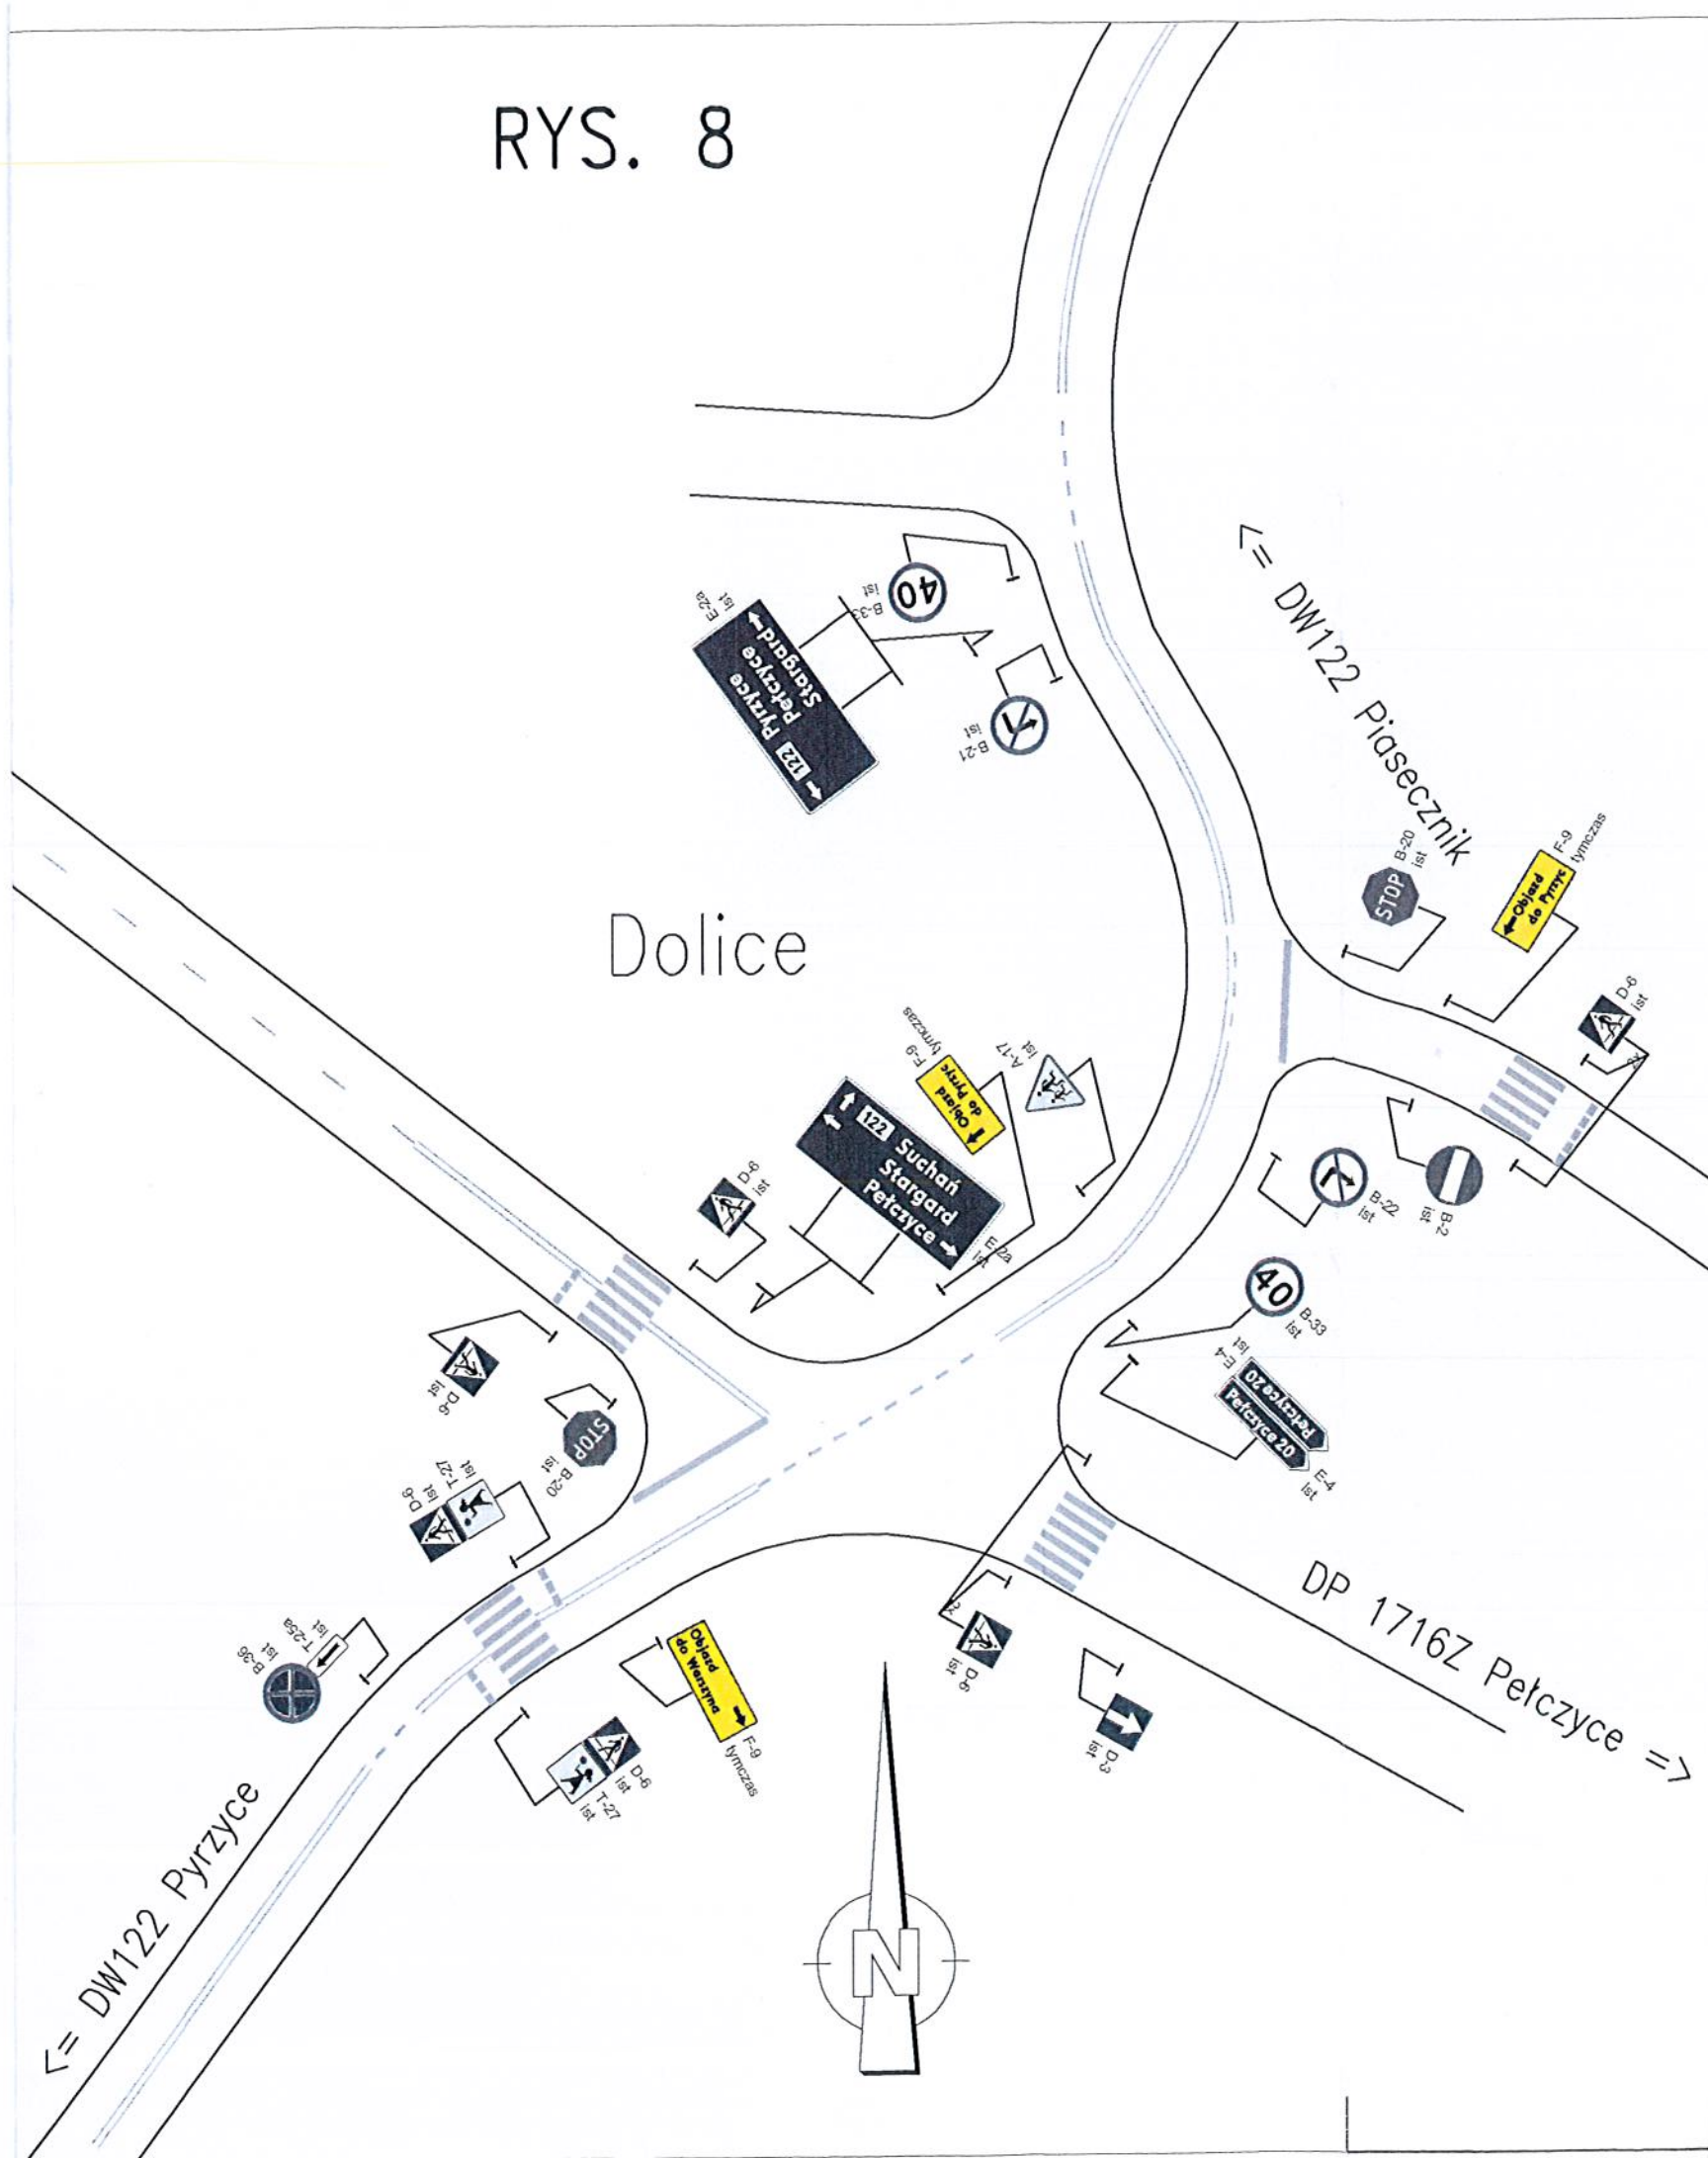 RYS. 8
<= DW122 Piasecznik
40
B-33
ist
E-2a
ist
Stargard
Pełczyce
Pyrzyce
122
B-21
ist
STOP
B-20
ist
Objazd
do Pyrzyc
F-9
tymczas
D-6
ist
Dolice
F-9
tymczas
Objazd
do Pyrzyc
A-17
ist
122 Suchań
Stargard
Pełczyce
E-2a
ist
D-6
ist
B-22
ist
B-2
ist
40
B-33
ist
E-4
ist
Pełczyce 20
Pełczyce 20
E-4
ist
D-6
ist
STOP
B-20
ist
T-27
ist
D-6
ist
T-25a
ist
B-36
ist
Objazd
do Warszyna
F-9
tymczas
D-6
ist
T-27
ist
x2
D-6
ist
D-3
ist
DP 1716Z Pełczyce =>
<= DW122 Pyrzyce
N